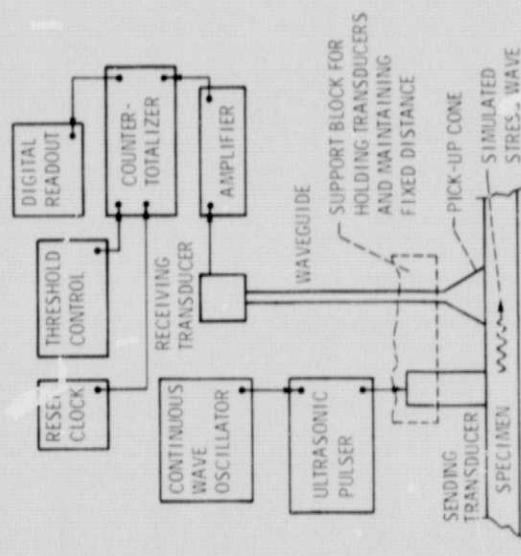 DIGITAL
READOUT
THRESHOLD
CONTROL
RESET
CLOCK
COUNTER-
TOTALIZER
AMPLIFIER
RECEIVING
TRANSDUCER
CONTINUOUS
WAVE
OSCILLATOR
ULTRASONIC
PULSER
WAVEGUIDE
SUPPORT BLOCK FOR
HOLDING TRANSDUCERS
AND MAINTAINING
FIXED DISTANCE
PICK-UP CONE
SIMULATED
STRESS WAVE
SENDING
TRANSDUCER
SPECIMEN